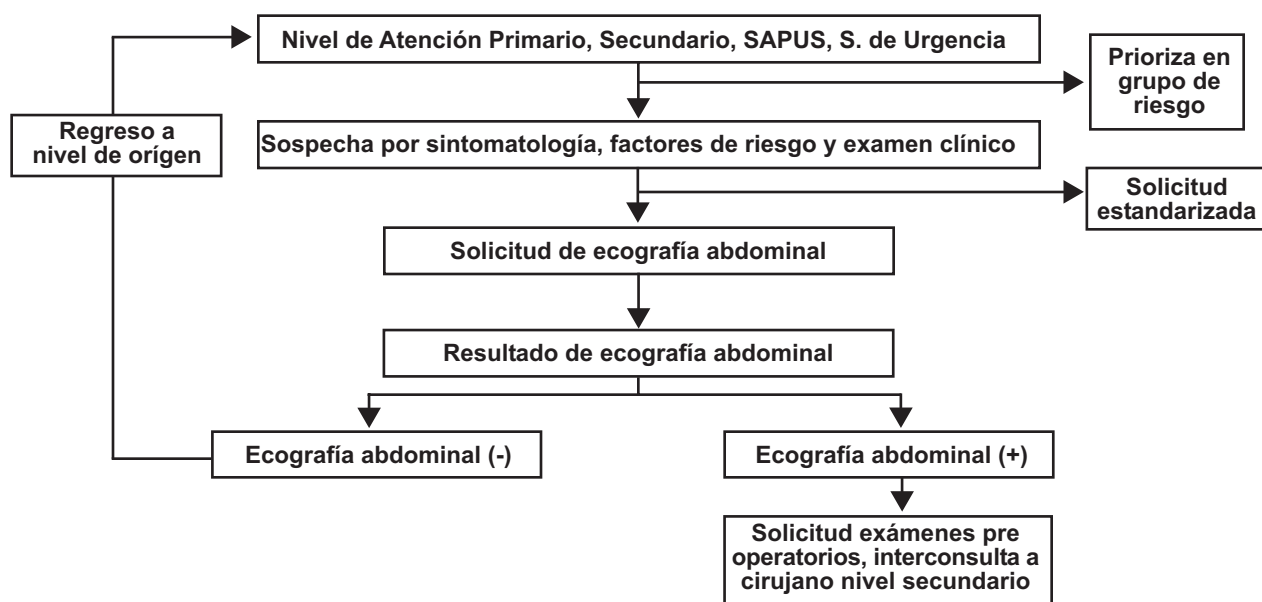 Nivel de Atención Primario, Secundario, SAPUS, S. de Urgencia
Prioriza en
grupo de
riesgo
Regreso a
nivel de orígen
Sospecha por sintomatología, factores de riesgo y examen clínico
Solicitud
estandarizada
Solicitud de ecografía abdominal
Resultado de ecografía abdominal
Ecografía abdominal (-)
Ecografía abdominal (+)
Solicitud exámenes pre
operatorios, interconsulta a
cirujano nivel secundario